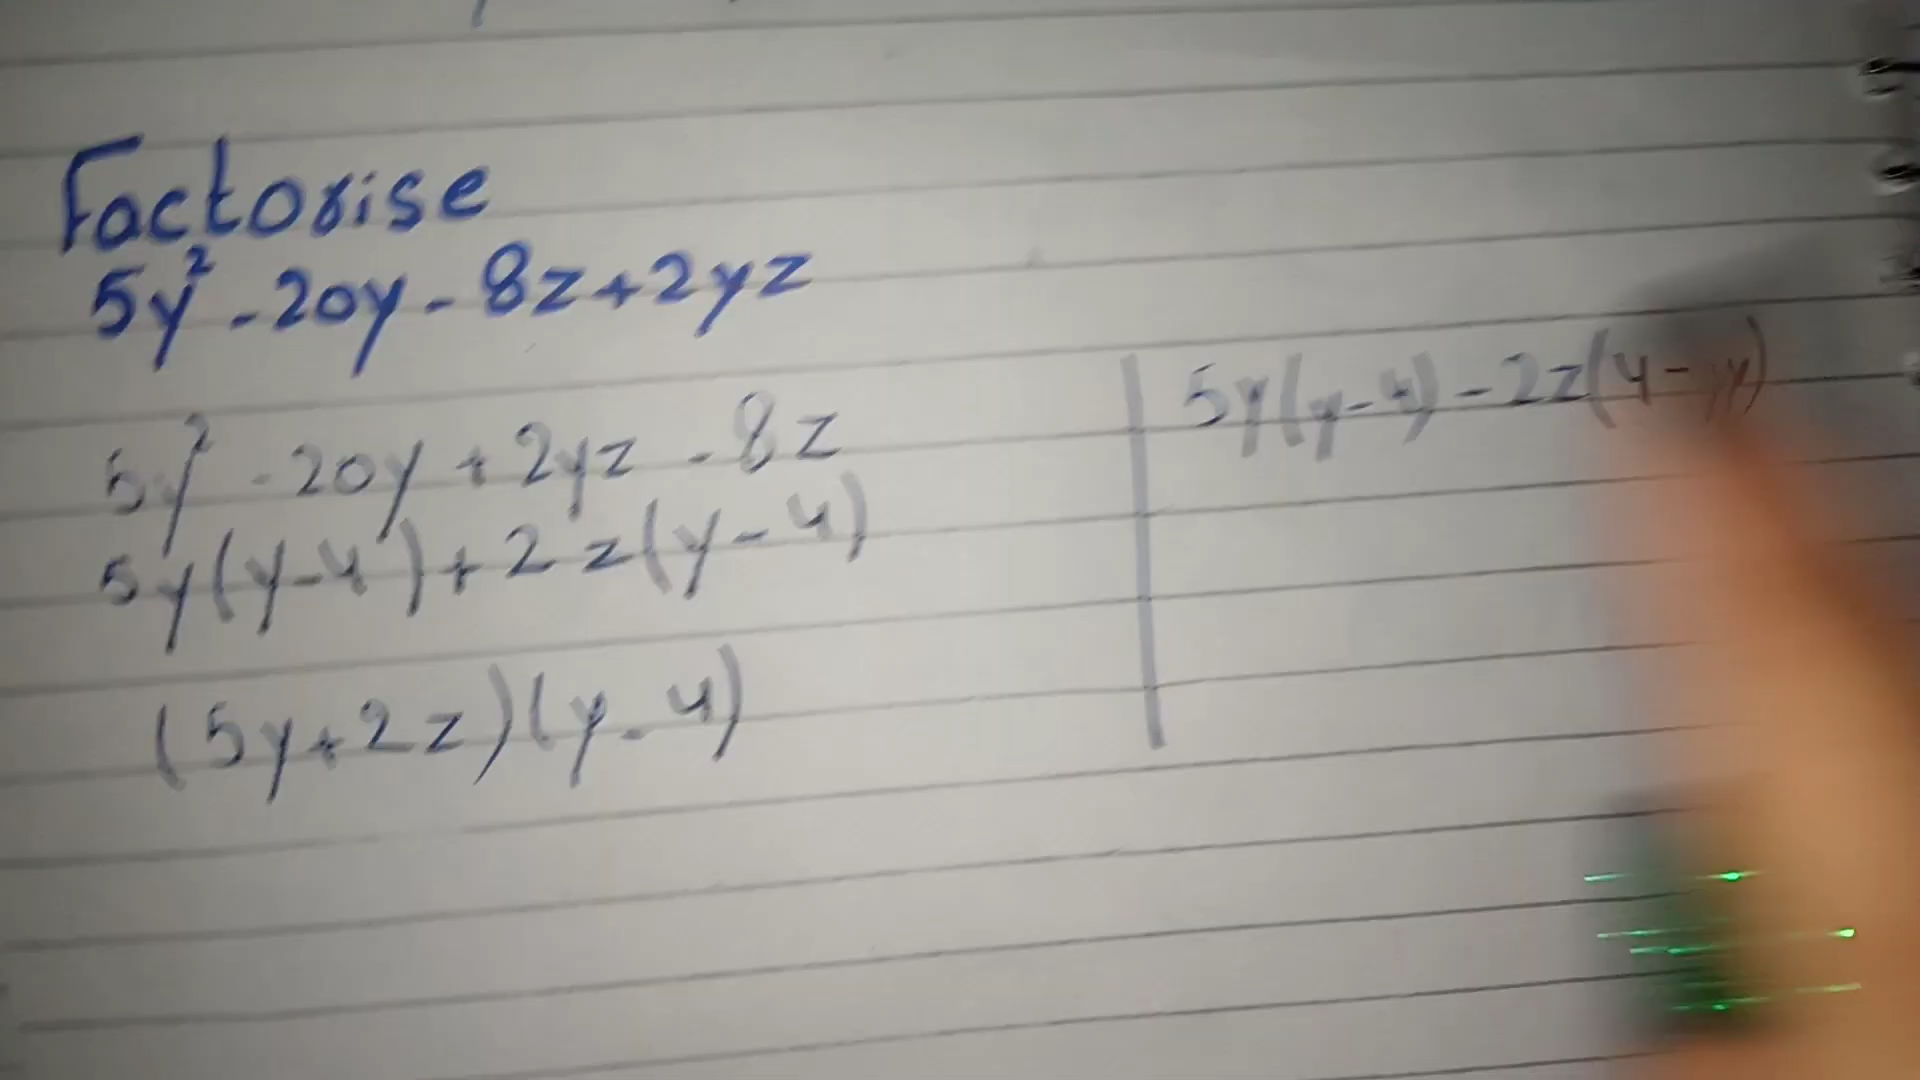 Factorise
5y² - 20y - 8z + 2yz
5y² - 20y + 2yz - 8z
5y(y-4) + 2z(y-4)
(5y+2z)(y-4)
5y(y-4) - 2z(4-y)